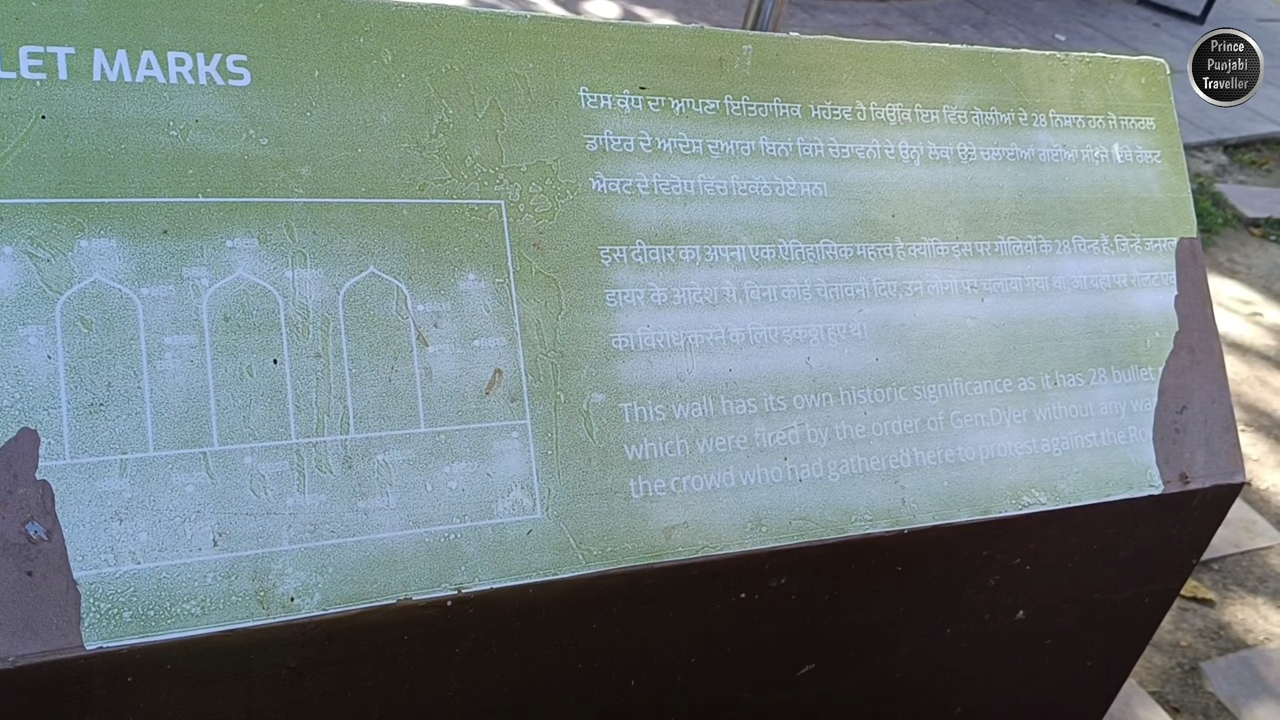 LET MARKS
Prince
Punjabi
Traveller
ਇਸ ਕੰਧ ਦਾ ਆਪਣਾ ਇਤਿਹਾਸਿਕ ਮਹੱਤਵ ਹੈ ਕਿਉਂਕਿ ਇਸ ਵਿੱਚ ਗੋਲੀਆਂ ਦੇ 28 ਨਿਸ਼ਾਨ ਹਨ ਜੋ ਜਨਰਲ
ਡਾਇਰ ਦੇ ਆਦੇਸ਼ ਦੁਆਰਾ ਬਿਨਾਂ ਕਿਸੇ ਚੇਤਾਵਨੀ ਦੇ ਉਨ੍ਹਾਂ ਲੋਕਾਂ ਉੱਤੇ ਚਲਾਈਆਂ ਗਈਆਂ ਸੀ ਜੋ ਇੱਥੇ ਰੋਲਟ
ਐਕਟ ਦੇ ਵਿਰੋਧ ਵਿੱਚ ਇਕੱਠੇ ਹੋਏ ਸਨ।
इस दीवार का अपना एक ऐतिहासिक महत्त्व है क्योंकि इस पर गोलियों के 28 चिन्ह हैं, जिन्हें जनरल
डायर के आदेश से, बिना कोई चेतावनी दिए, उन लोगों पर चलाया गया था, जो यहाँ पर रोलट
का विरोध करने के लिए इकठ्ठा हुए थे।
This wall has its own historic significance as it has 28 bullet
which were fired by the order of Gen.Dyer without any wa
the crowd who had gathered here to protest against the Ro